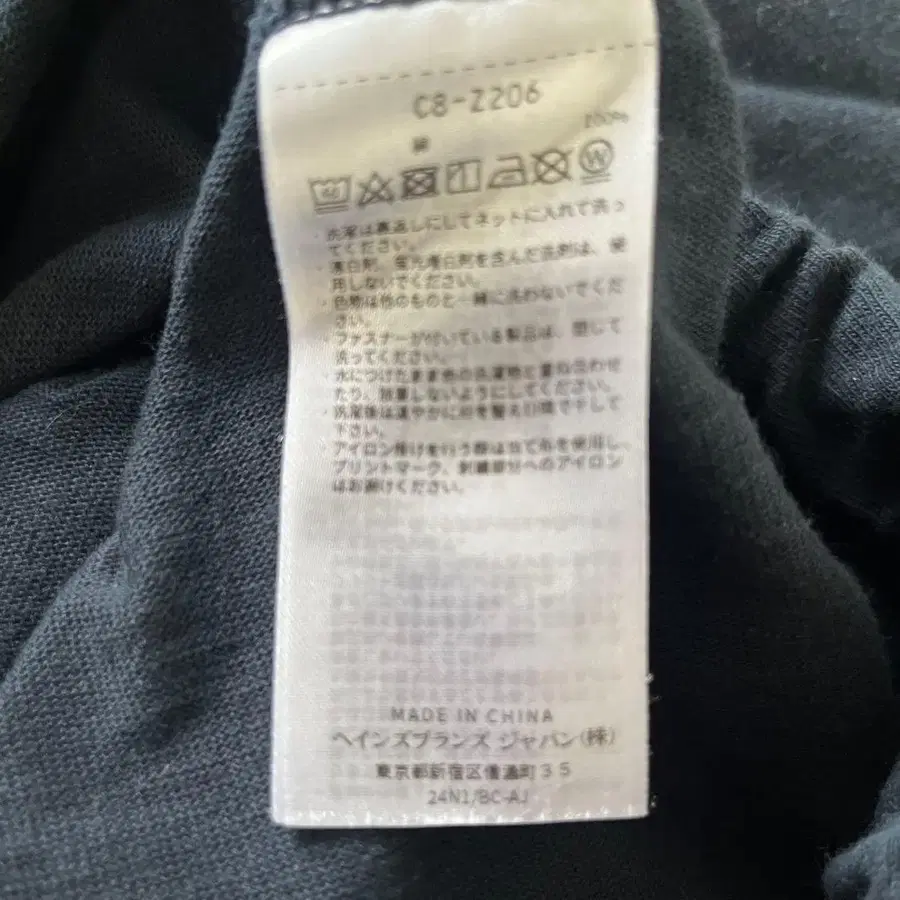 C8-Z206
綿 100%
40 W
・洗濯は裏返しにしてネットに入れて洗っ
てください。
・漂白剤、蛍光増白剤を含んだ洗剤は、使
用しないでください。
・色物は他のものと一緒に洗わないでくだ
さい。
・ファスナーが付いている製品は、閉じて
洗ってください。
・水につけたまま他の洗濯物と重ね合わせ
たり、放置しないようにしてください。
・洗濯後は速やかに形を整え日陰で干して
下さい。
・アイロン掛けを行う際は当て布を使用し、
プリントマーク、刺繍部分へのアイロン
はお避けください。
MADE IN CHINA
ヘインズブランズ ジャパン(株)
東京都新宿区信濃町35
24N1/BC-AJ